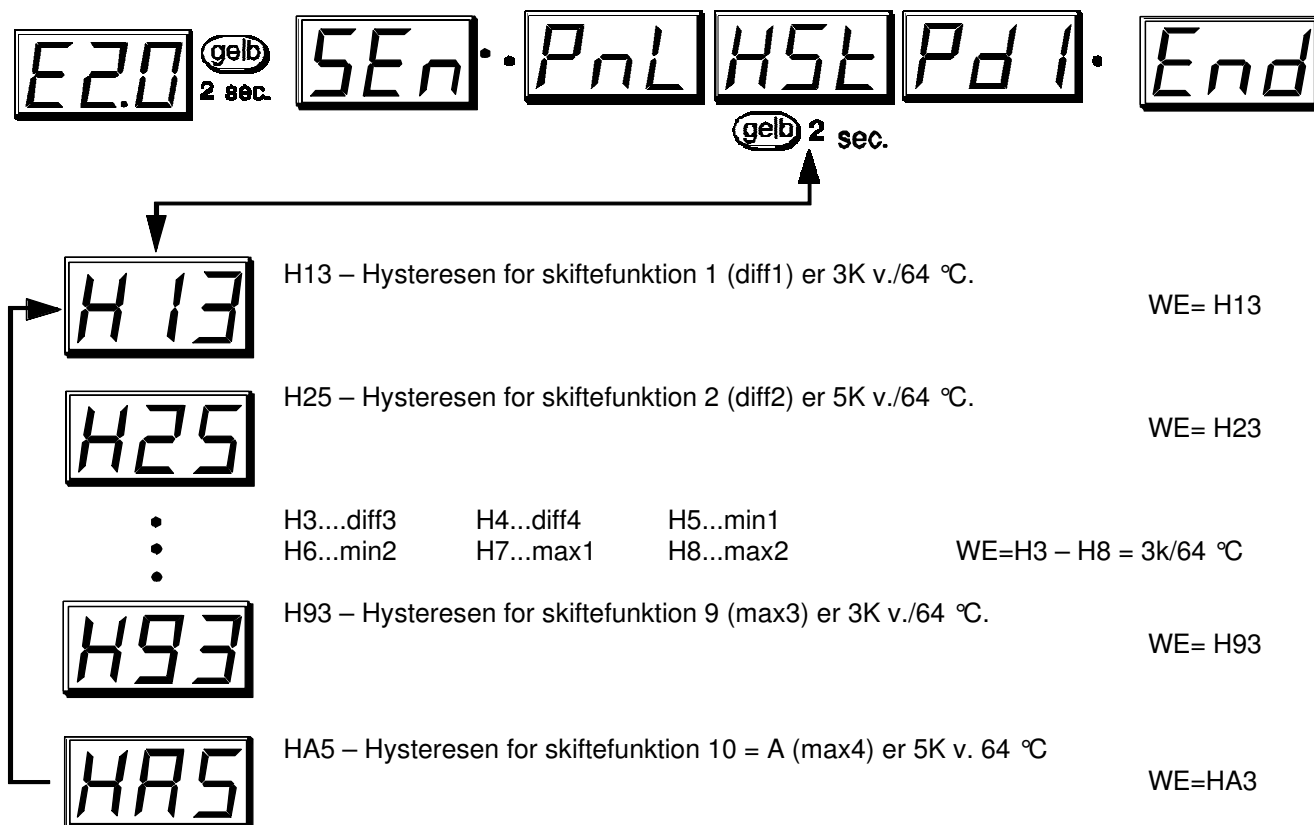 E2.0 gelb SEn PnL HSt Pd1 End
2 sec.
gelb 2 sec.
H13 H13 – Hysteresen for skiftefunktion 1 (diff1) er 3K v./64 °C.
WE= H13
H25 H25 – Hysteresen for skiftefunktion 2 (diff2) er 5K v./64 °C.
WE= H23
H3....diff3 H4...diff4 H5...min1
H6...min2 H7...max1 H8...max2 WE=H3 – H8 = 3k/64 °C
H93 H93 – Hysteresen for skiftefunktion 9 (max3) er 3K v./64 °C.
WE= H93
HA5 HA5 – Hysteresen for skiftefunktion 10 = A (max4) er 5K v. 64 °C
WE=HA3